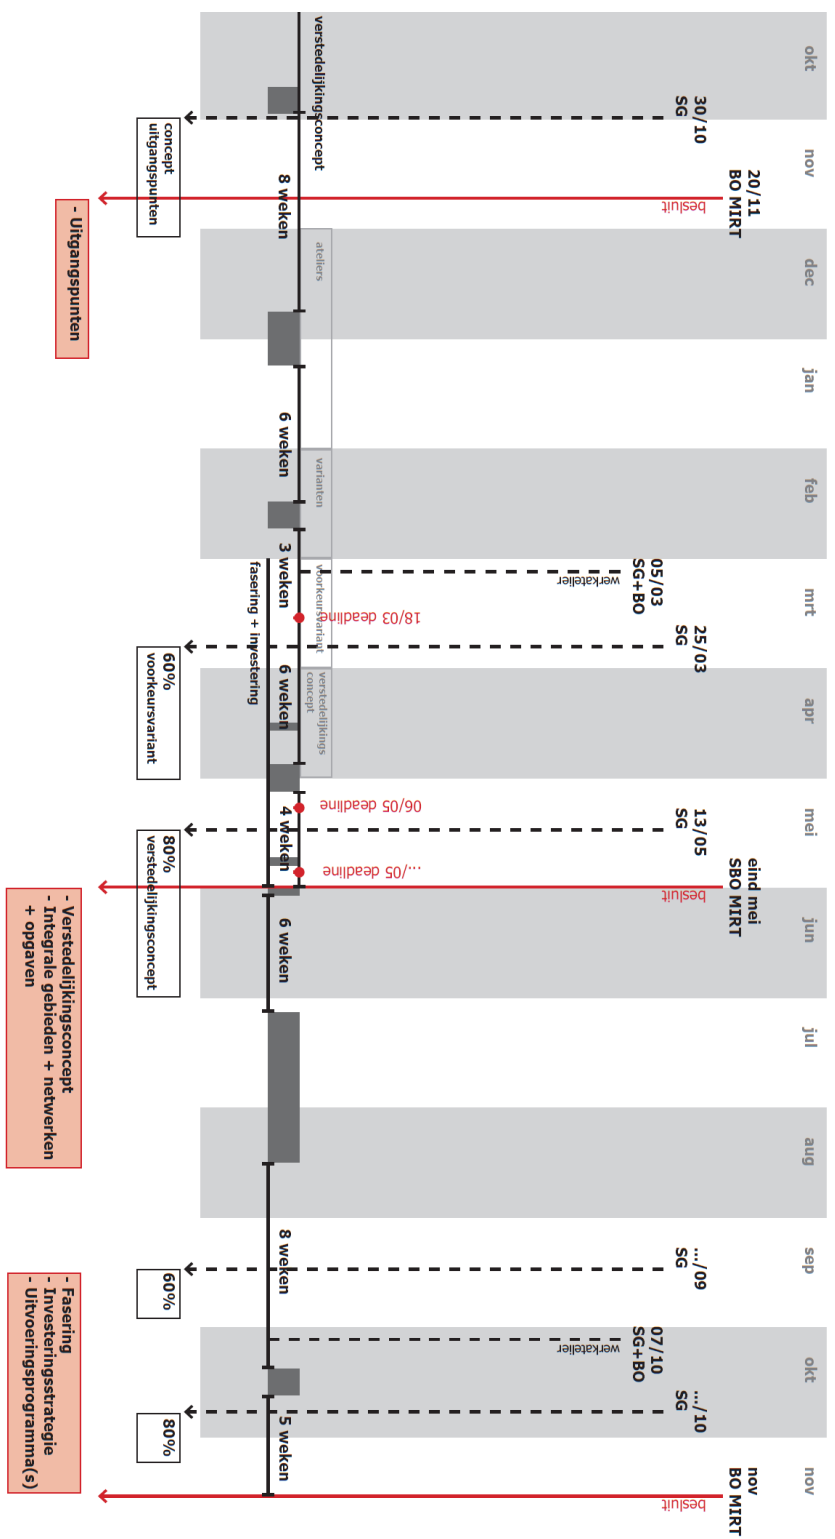 okt
nov
dec
jan
feb
mrt
apr
mei
jun
jul
aug
sep
okt
nov
20/11
BO MIRT
besluit
eind mei
SBO MIRT
besluit
nov
BO MIRT
besluit
30/10
SG
05/03
SG+BO
werkatelier
25/03
SG
13/05
SG
.../09
SG
07/10
SG+BO
werkatelier
.../10
SG
18/03 deadline
06/05 deadline
.../05 deadline
verstedelijkingsconcept
ateliers
varianten
voorkeursvariant
verstedelijkings
concept
8 weken
6 weken
3 weken
6 weken
4 weken
6 weken
8 weken
5 weken
fasering + investering
concept
uitgangspunten
60%
voorkeursvariant
80%
verstedelijkingsconcept
60%
80%
- Uitgangspunten
- Verstedelijkingsconcept
- Integrale gebieden + netwerken
+ opgaven
- Fasering
- Investeringsstrategie
- Uitvoeringsprogramma(s)